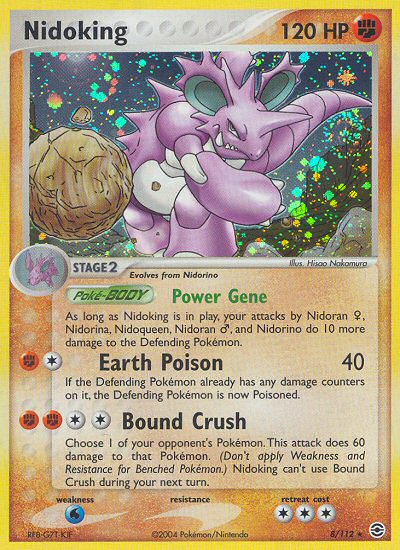 Nidoking 120 HP
Illus. Hisao Nakamura
STAGE 2
Evolves from Nidorino
Poké-BODY Power Gene
As long as Nidoking is in play, your attacks by Nidoran ♀,
Nidorina, Nidoqueen, Nidoran ♂, and Nidorino do 10 more
damage to the Defending Pokémon.
Earth Poison 40
If the Defending Pokémon already has any damage counters
on it, the Defending Pokémon is now Poisoned.
Bound Crush
Choose 1 of your opponent's Pokémon. This attack does 60
damage to that Pokémon. (Don't apply Weakness and
Resistance for Benched Pokémon.) Nidoking can't use Bound
Crush during your next turn.
weakness resistance retreat cost
©2004 Pokémon/Nintendo
8/112 ★